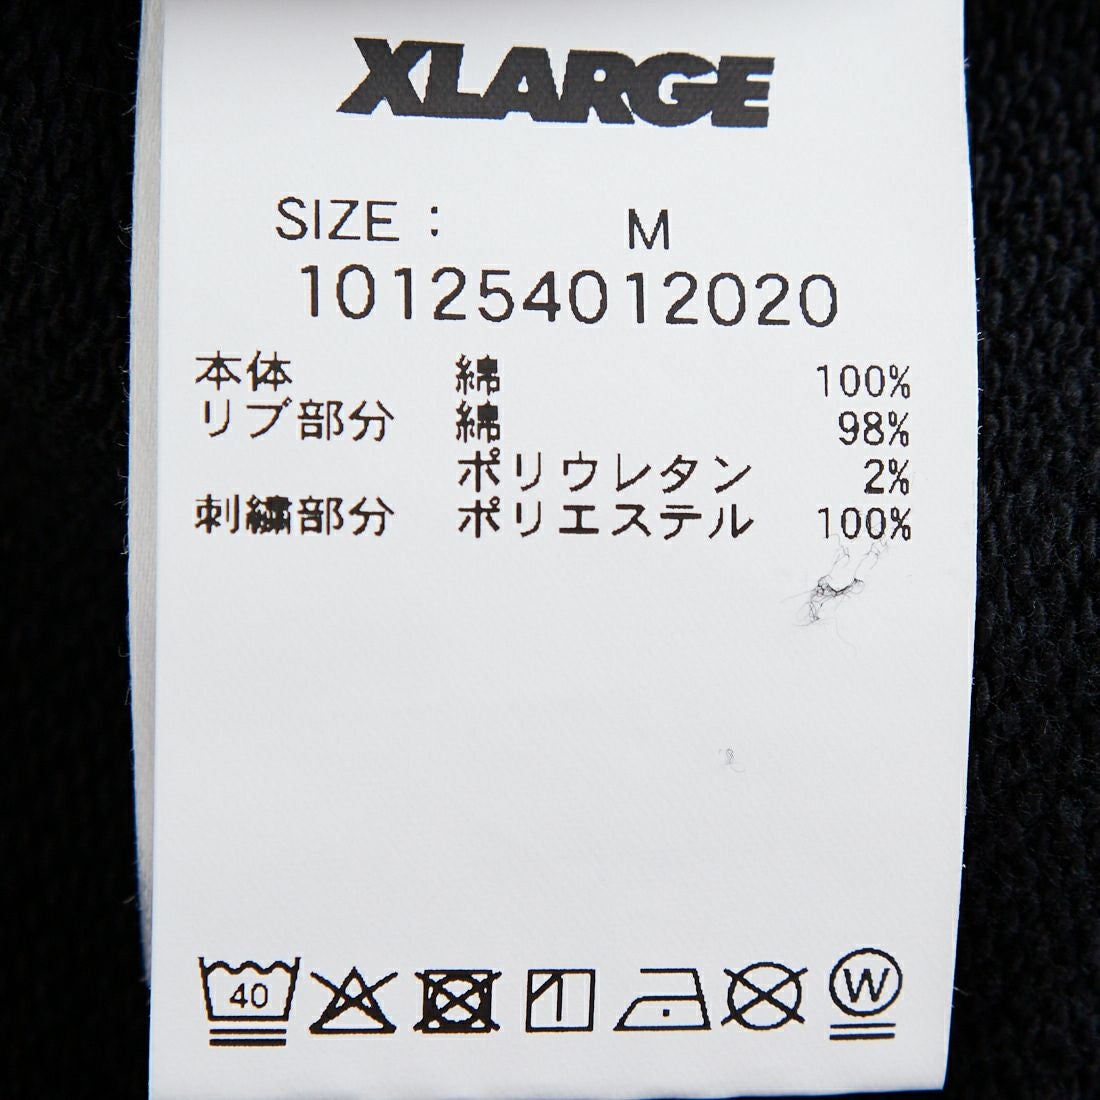 XLARGE
SIZE : M
101254012020
本体 綿 100%
リブ部分 綿 98%
ポリウレタン 2%
刺繍部分 ポリエステル 100%
40 W